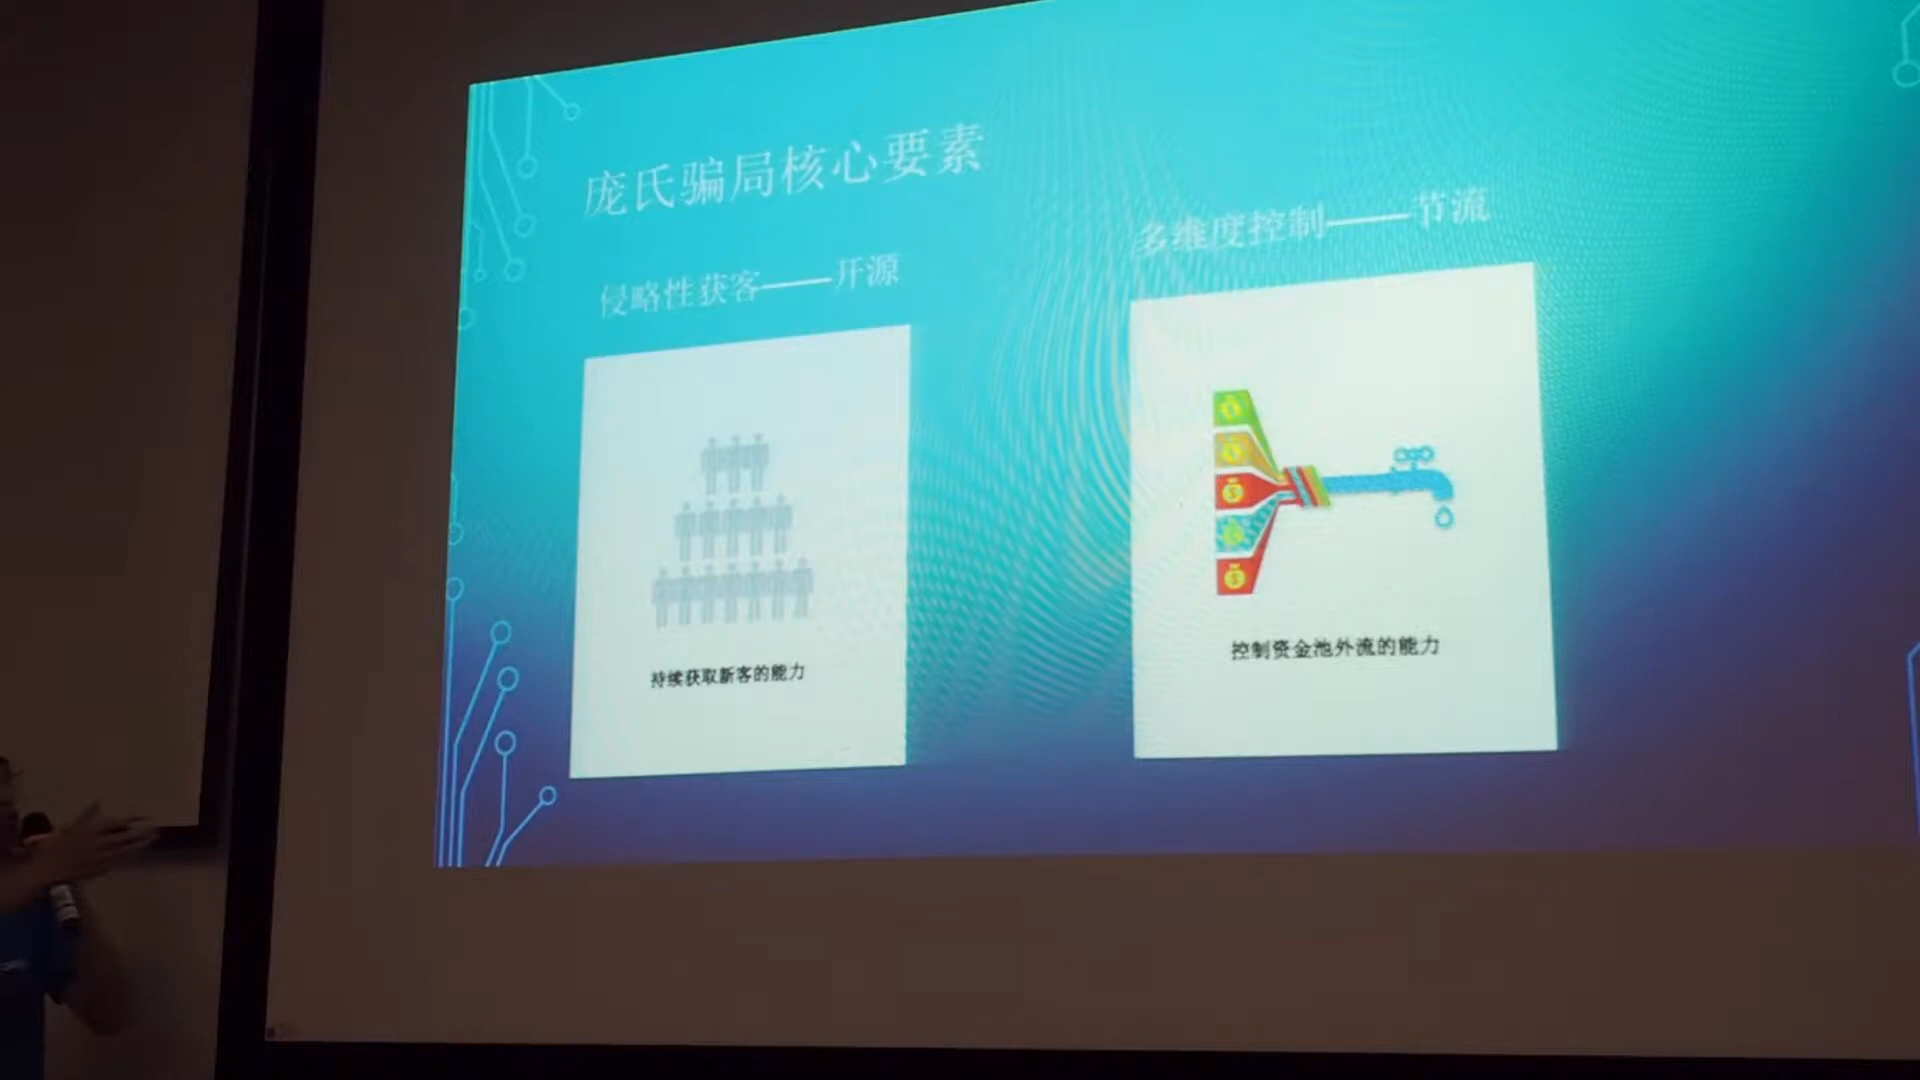 庞氏骗局核心要素
侵略性获客——开源
多维度控制——节流
持续获取新客的能力
控制资金池外流的能力